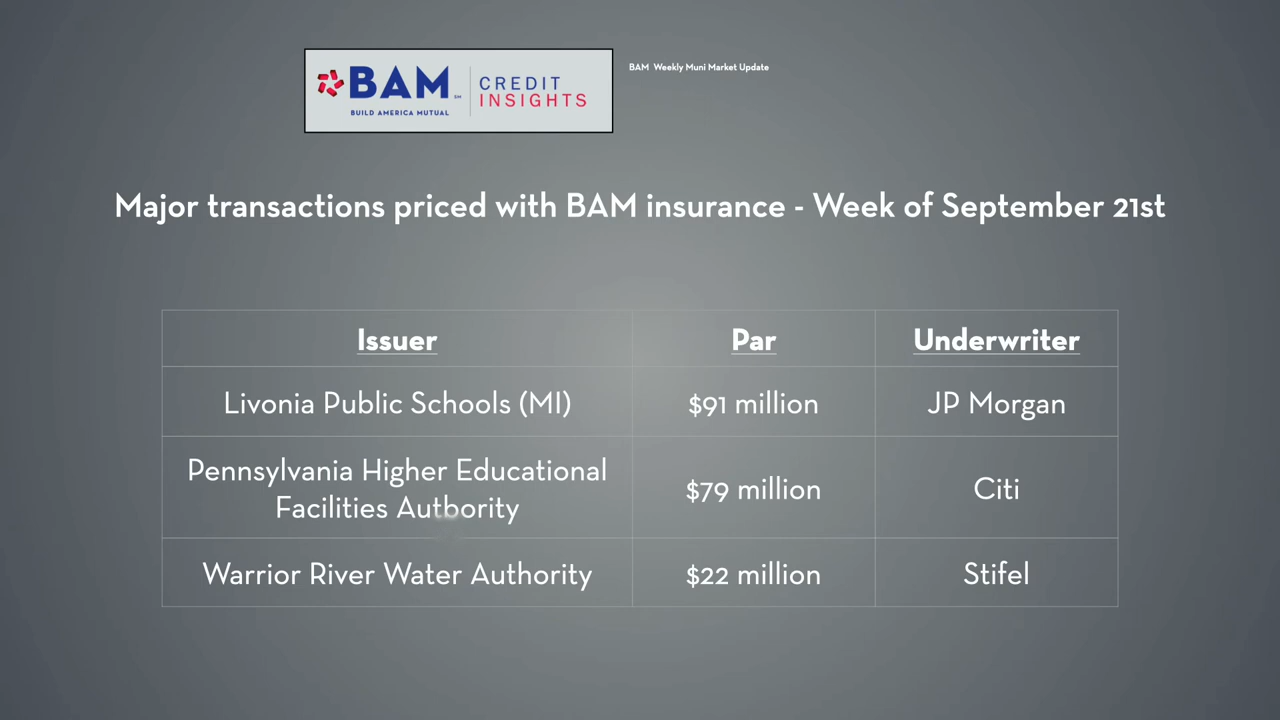 BAM SM
BUILD AMERICA MUTUAL
CREDIT
INSIGHTS
BAM Weekly Muni Market Update
Major transactions priced with BAM insurance - Week of September 21st
Issuer Par Underwriter
Livonia Public Schools (MI) $91 million JP Morgan
Pennsylvania Higher Educational
Facilities Authority $79 million Citi
Warrior River Water Authority $22 million Stifel